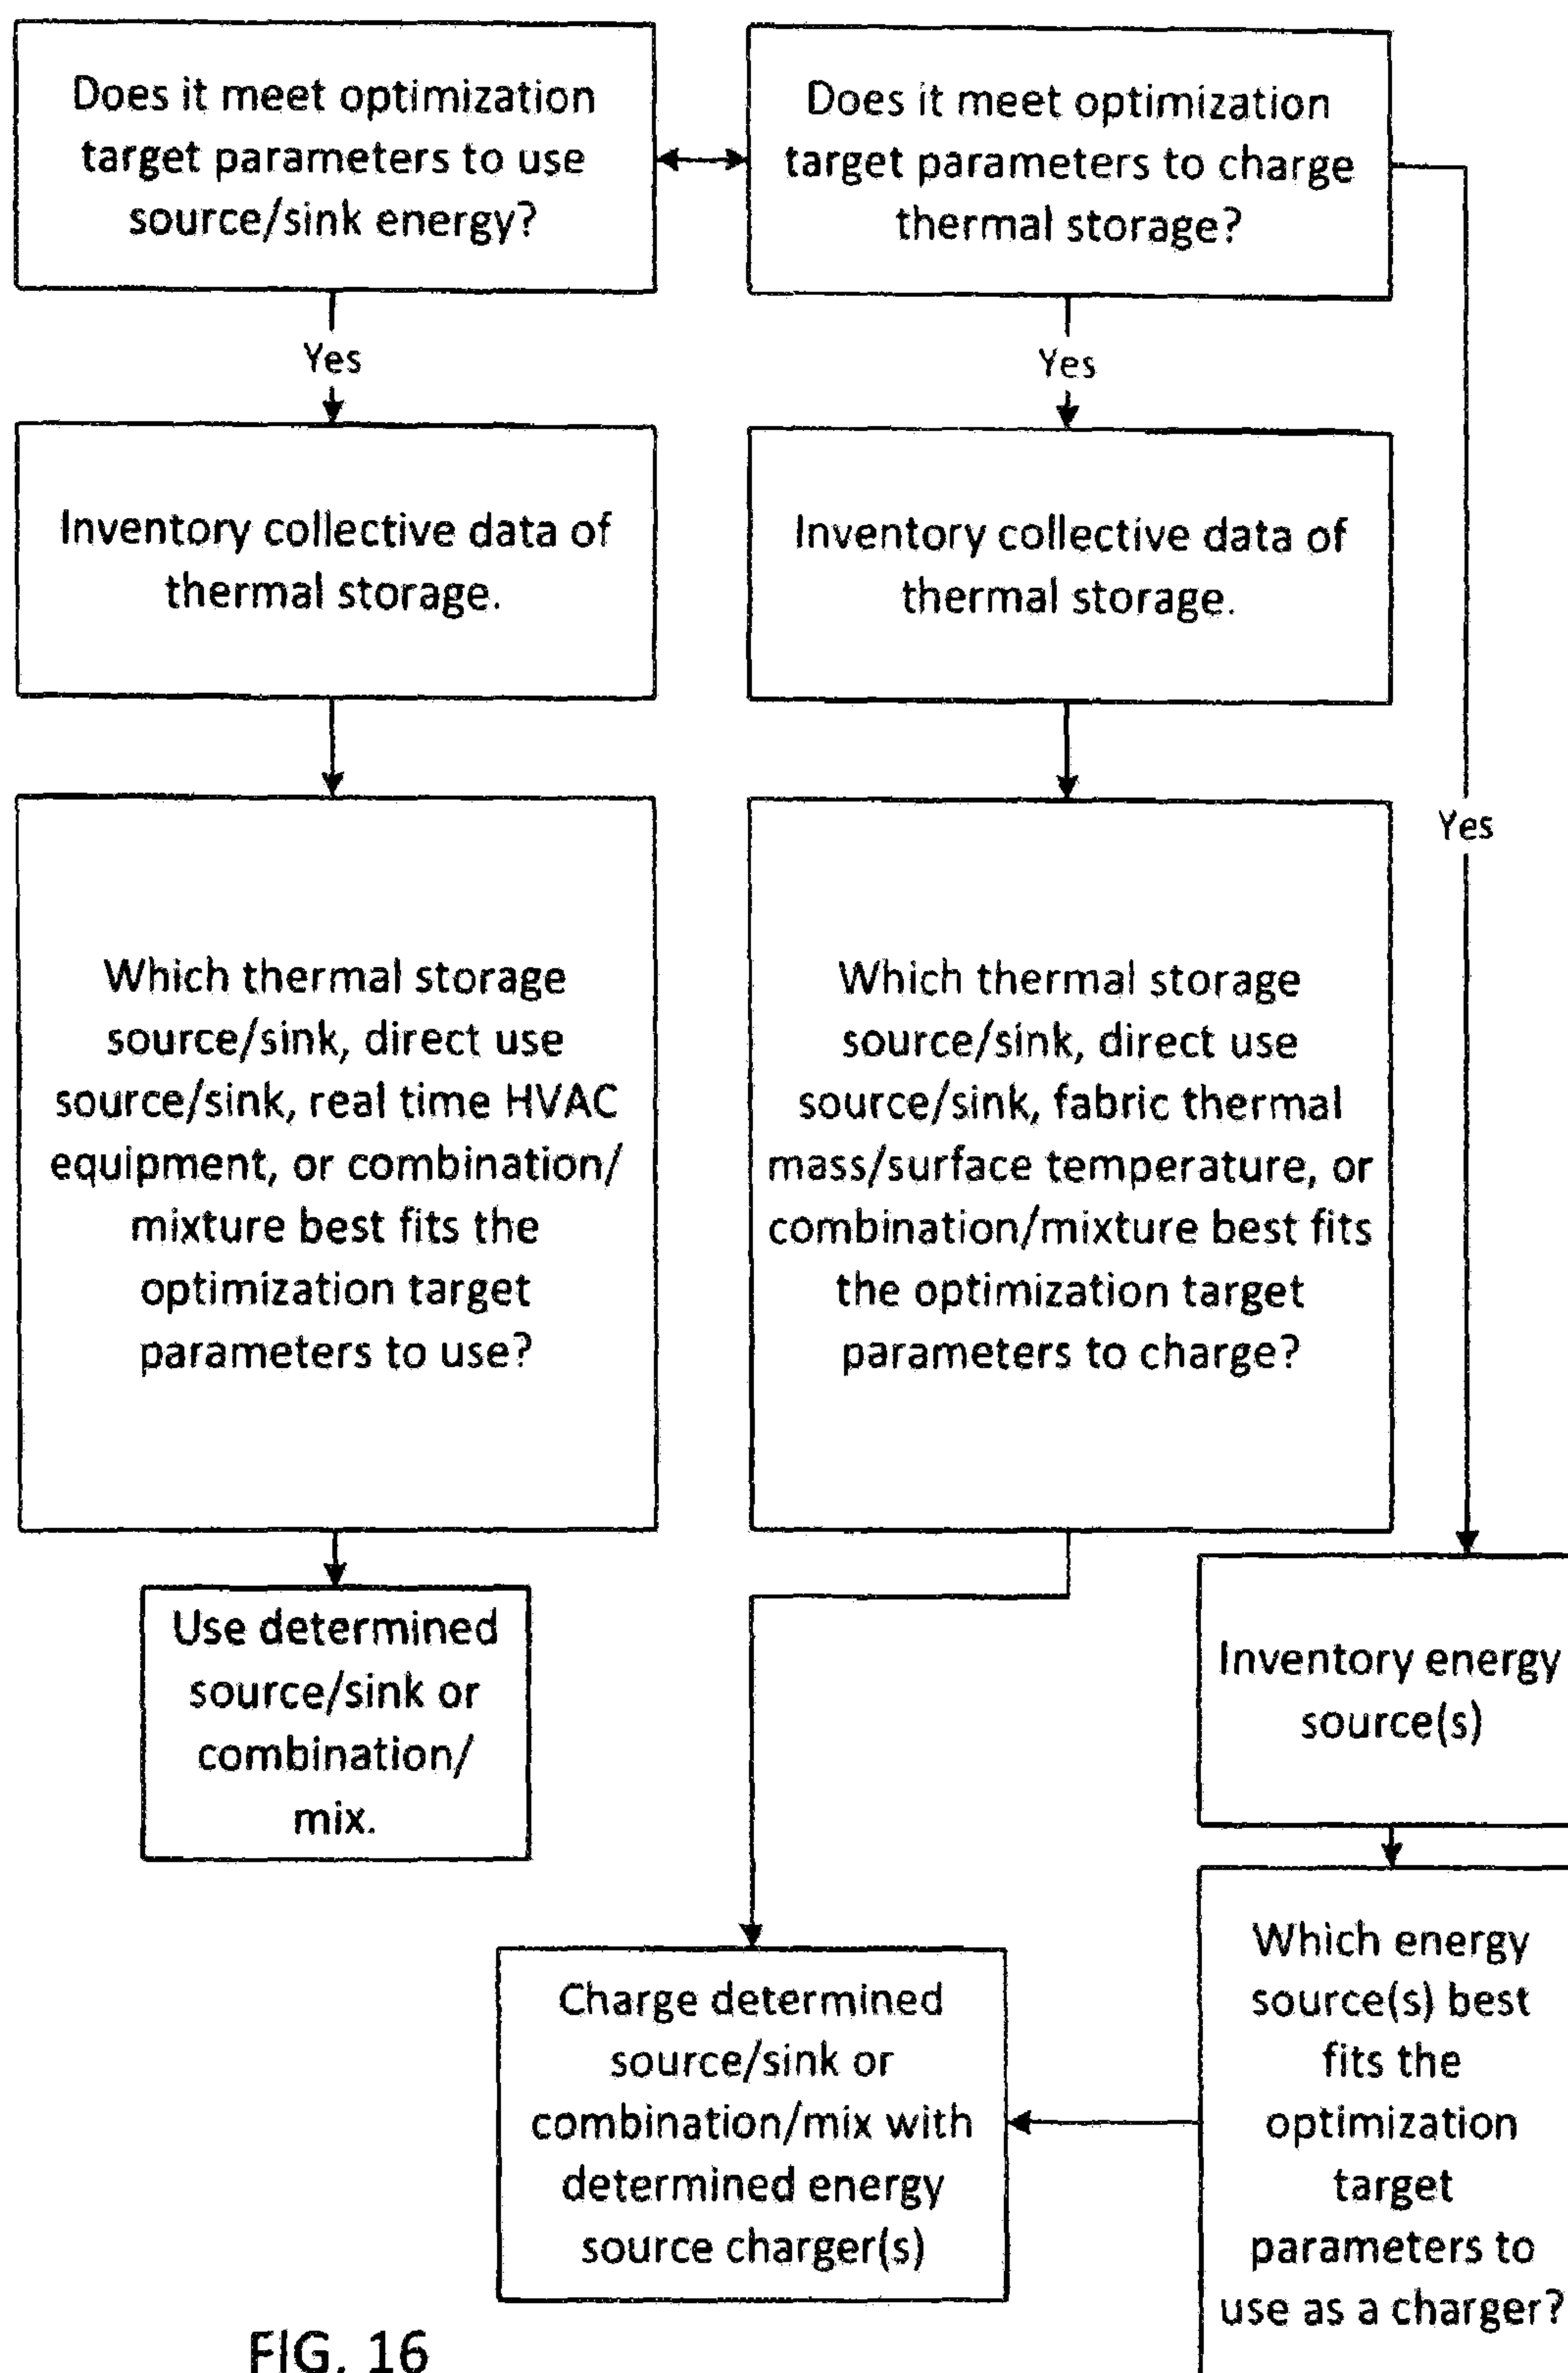 Does it meet optimization
target parameters to use
source/sink energy?
Does it meet optimization
target parameters to charge
thermal storage?
Yes
Yes
Inventory collective data of
thermal storage.
Inventory collective data of
thermal storage.
Yes
Which thermal storage
source/sink, direct use
source/sink, real time HVAC
equipment, or combination/
mixture best fits the
optimization target
parameters to use?
Which thermal storage
source/sink, direct use
source/sink, fabric thermal
mass/surface temperature, or
combination/mixture best fits
the optimization target
parameters to charge?
Use determined
source/sink or
combination/
mix.
Inventory energy
source(s)
Charge determined
source/sink or
combination/mix with
determined energy
source charger(s)
Which energy
source(s) best
fits the
optimization
target
parameters to
use as a charger?
FIG. 16